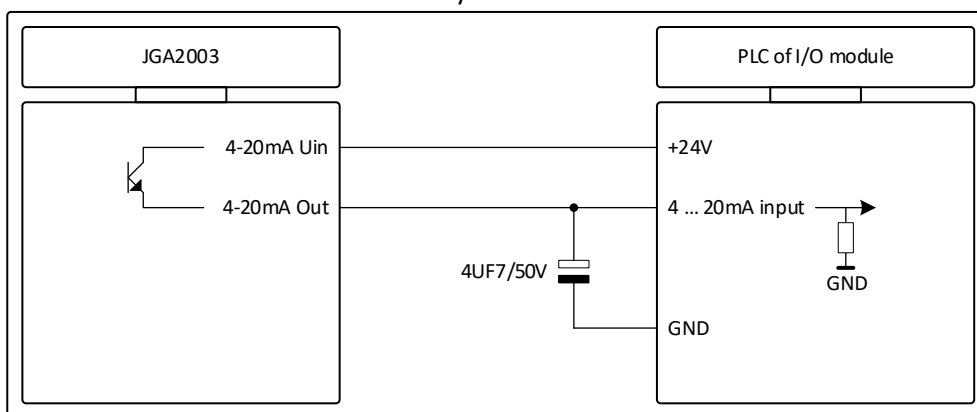 JGA2003
PLC of I/O module
4-20mA Uin
+24V
4-20mA Out
4 ... 20mA input
4UF7/50V
GND
GND